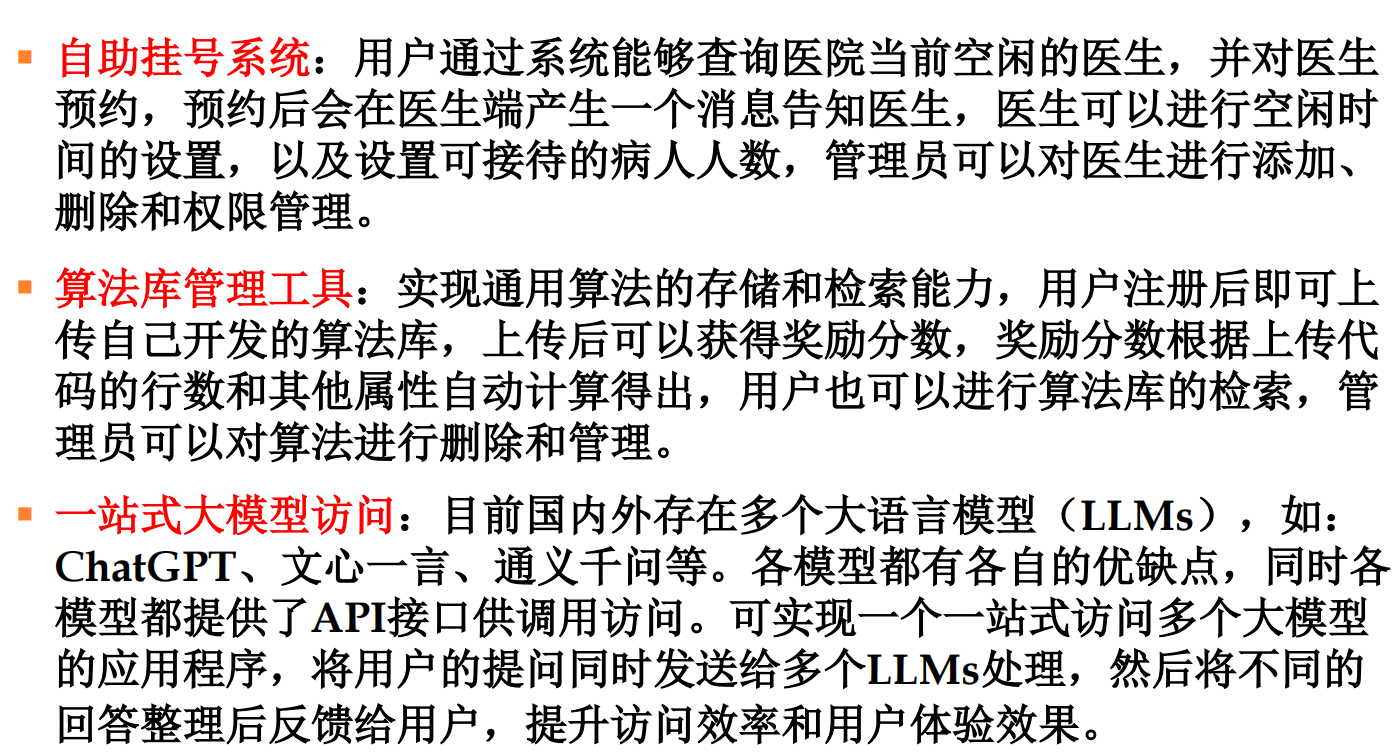 ▪ 自助挂号系统：用户通过系统能够查询医院当前空闲的医生，并对医生
预约，预约后会在医生端产生一个消息告知医生，医生可以进行空闲时
间的设置，以及设置可接待的病人人数，管理员可以对医生进行添加、
删除和权限管理。
▪ 算法库管理工具：实现通用算法的存储和检索能力，用户注册后即可上
传自己开发的算法库，上传后可以获得奖励分数，奖励分数根据上传代
码的行数和其他属性自动计算得出，用户也可以进行算法库的检索，管
理员可以对算法进行删除和管理。
▪ 一站式大模型访问：目前国内外存在多个大语言模型（LLMs），如：
ChatGPT、文心一言、通义千问等。各模型都有各自的优缺点，同时各
模型都提供了API接口供调用访问。可实现一个一站式访问多个大模型
的应用程序，将用户的提问同时发送给多个LLMs处理，然后将不同的
回答整理后反馈给用户，提升访问效率和用户体验效果。